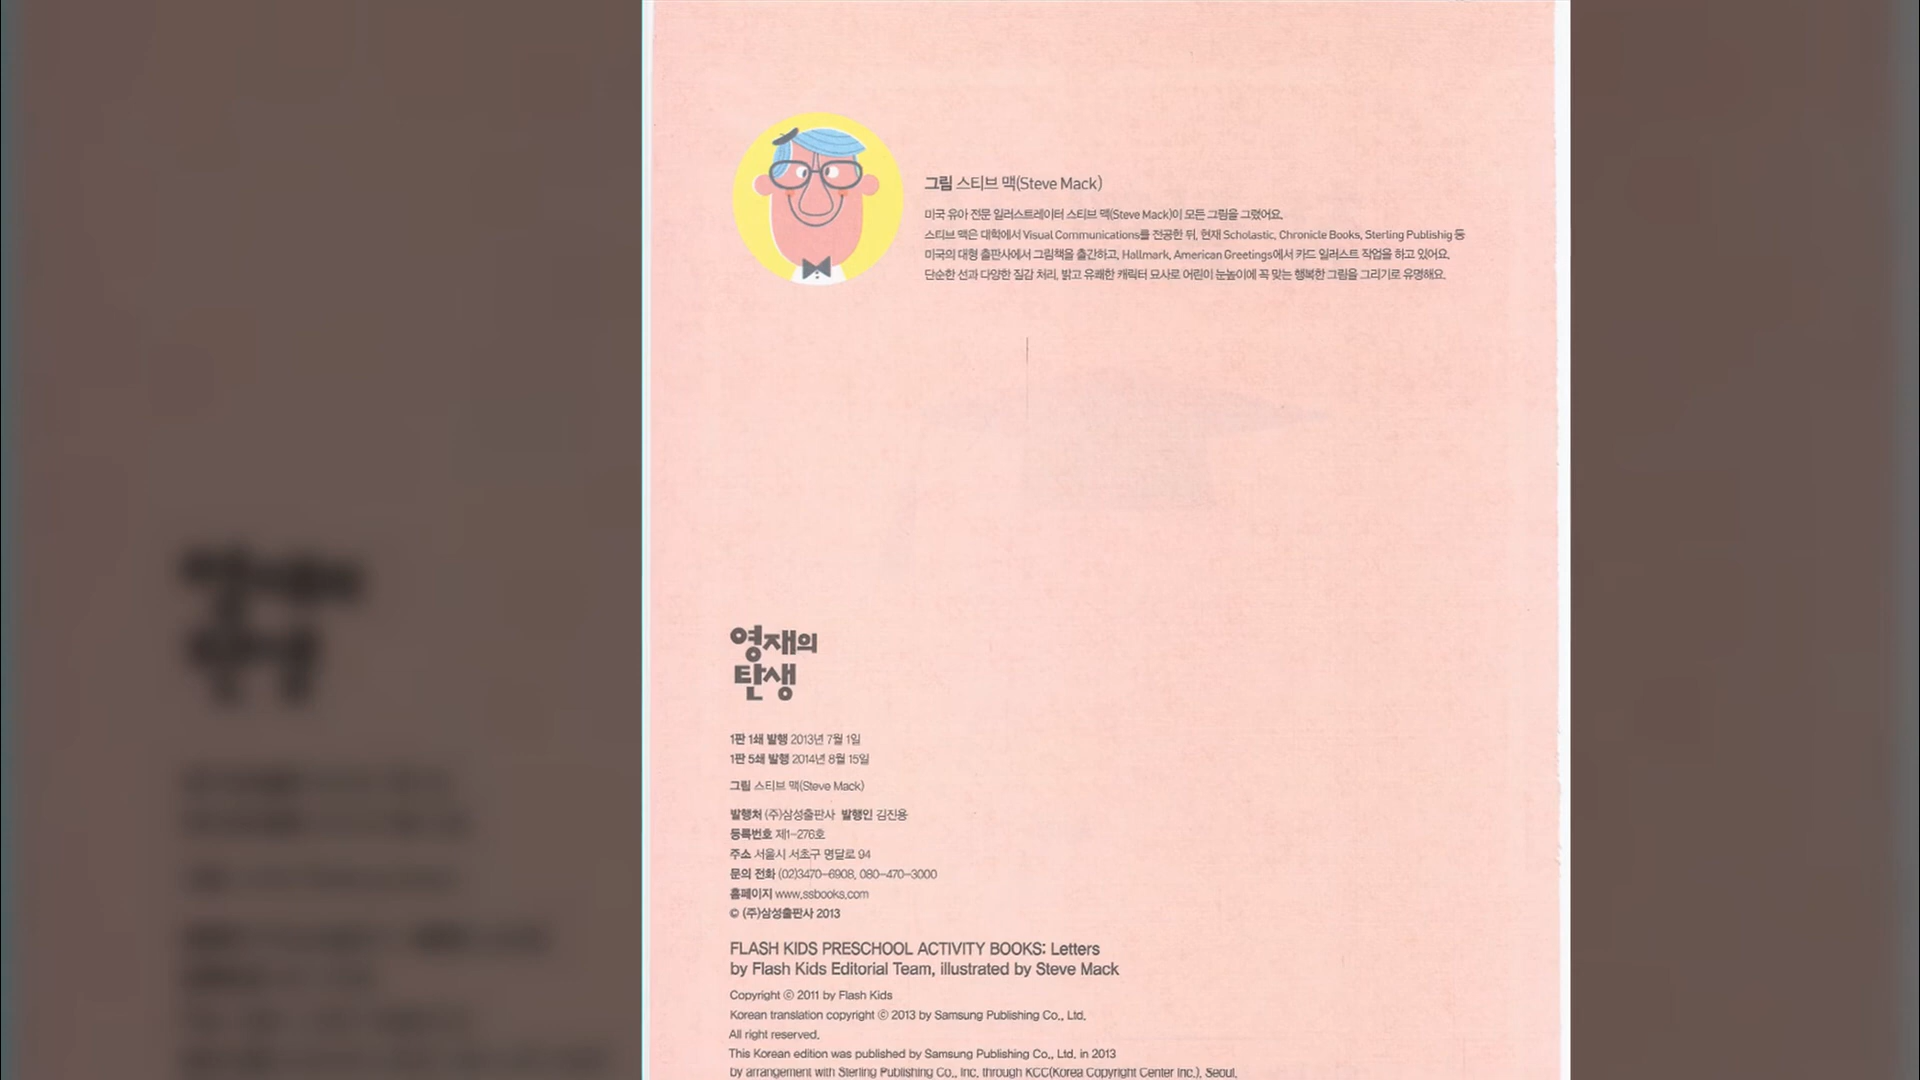 그림 스티브 맥(Steve Mack)
미국 유아 전문 일러스트레이터 스티브 맥(Steve Mack)이 모든 그림을 그렸어요.
스티브 맥은 대학에서 Visual Communications를 전공한 뒤, 현재 Scholastic, Chronicle Books, Sterling Publishig 등
미국의 대형 출판사에서 그림책을 출간하고, Hallmark, American Greetings에서 카드 일러스트 작업을 하고 있어요.
단순한 선과 다양한 질감 처리, 밝고 유쾌한 캐릭터 묘사로 어린이 눈높이에 꼭 맞는 행복한 그림을 그리기로 유명해요.
영재의
탄생
1판 1쇄 발행 2013년 7월 1일
1판 5쇄 발행 2014년 8월 15일
그림 스티브 맥(Steve Mack)
발행처 (주)삼성출판사 발행인 김진용
등록번호 제1-276호
주소 서울시 서초구 명달로 94
문의 전화 (02)3470-6908, 080-470-3000
홈페이지 www.ssbooks.com
© (주)삼성출판사 2013
FLASH KIDS PRESCHOOL ACTIVITY BOOKS: Letters
by Flash Kids Editorial Team, illustrated by Steve Mack
Copyright ⓒ 2011 by Flash Kids
Korean translation copyright ⓒ 2013 by Samsung Publishing Co., Ltd.
All right reserved.
This Korean edition was published by Samsung Publishing Co., Ltd. in 2013
by arrangement with Sterling Publishing Co., Inc. through KCC(Korea Copyright Center Inc.), Seoul.